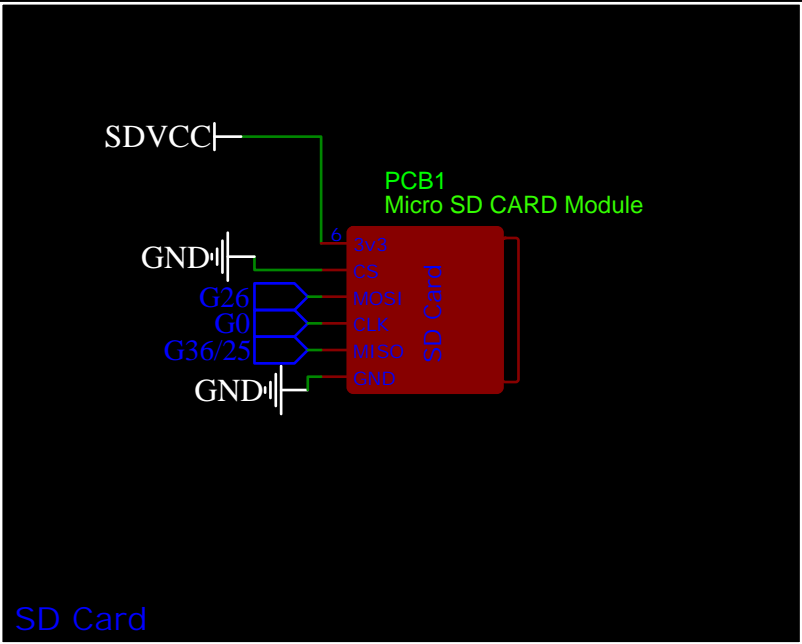 SDVCC
PCB1
Micro SD CARD Module
6
3v3
GND
CS
G26
MOSI
G0
CLK
G36/25
MISO
GND
GND
SD Card
SD Card